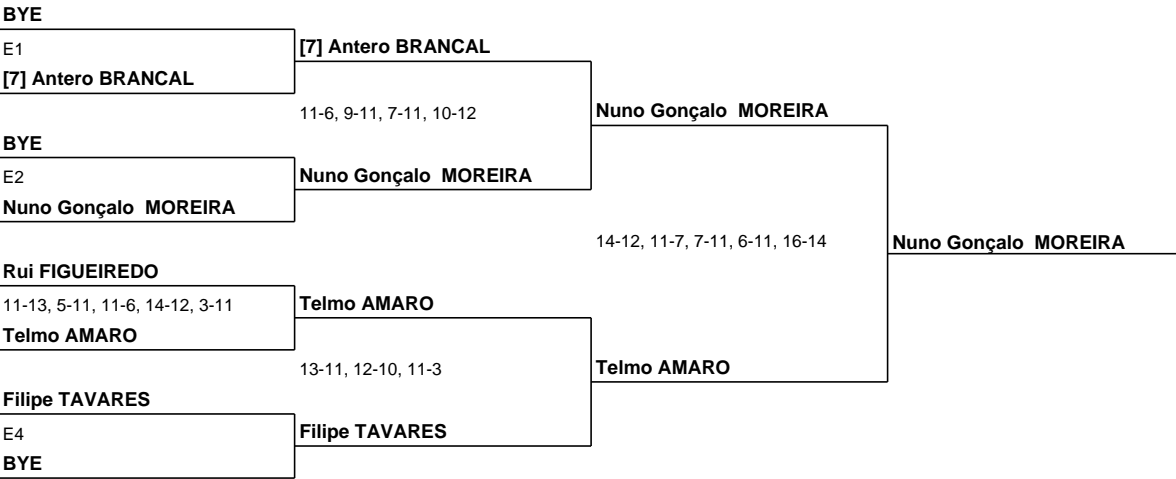 BYE
E1
[7] Antero BRANCAL
[7] Antero BRANCAL
11-6, 9-11, 7-11, 10-12
Nuno Gonçalo  MOREIRA
BYE
E2
Nuno Gonçalo  MOREIRA
Nuno Gonçalo  MOREIRA
14-12, 11-7, 7-11, 6-11, 16-14
Nuno Gonçalo  MOREIRA
Rui FIGUEIREDO
11-13, 5-11, 11-6, 14-12, 3-11
Telmo AMARO
Telmo AMARO
13-11, 12-10, 11-3
Telmo AMARO
Filipe TAVARES
E4
Filipe TAVARES
BYE